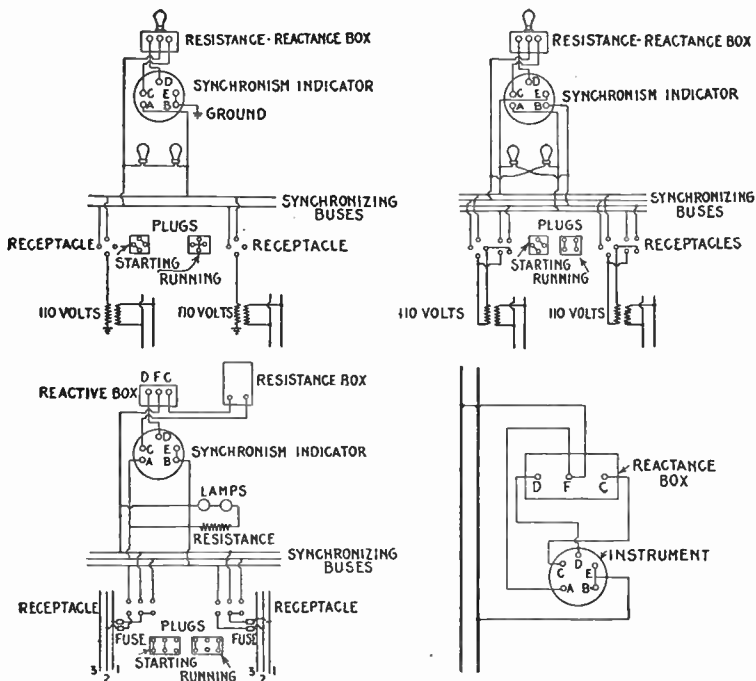 RESISTANCE-REACTANCE BOX
D
SYNCHRONISM INDICATOR
C E
A B
GROUND
SYNCHRONIZING
BUSES
PLUGS
RECEPTACLE
RECEPTACLE
STARTING
RUNNING
110 VOLTS
110 VOLTS
RESISTANCE-REACTANCE BOX
D
C E
SYNCHRONISM INDICATOR
A B
SYNCHRONIZING
BUSES
PLUGS
RECEPTACLES
STARTING
RUNNING
110 VOLTS
110 VOLTS
D F C
RESISTANCE BOX
REACTIVE BOX
D
C E
SYNCHRONISM INDICATOR
A B
LAMPS
RESISTANCE
SYNCHRONIZING
BUSES
RECEPTACLE
RECEPTACLE
PLUGS
FUSE
FUSE
STARTING
RUNNING
3 2 1
3 2 1
REACTANCE
BOX
D F C
INSTRUMENT
D
C E
A B